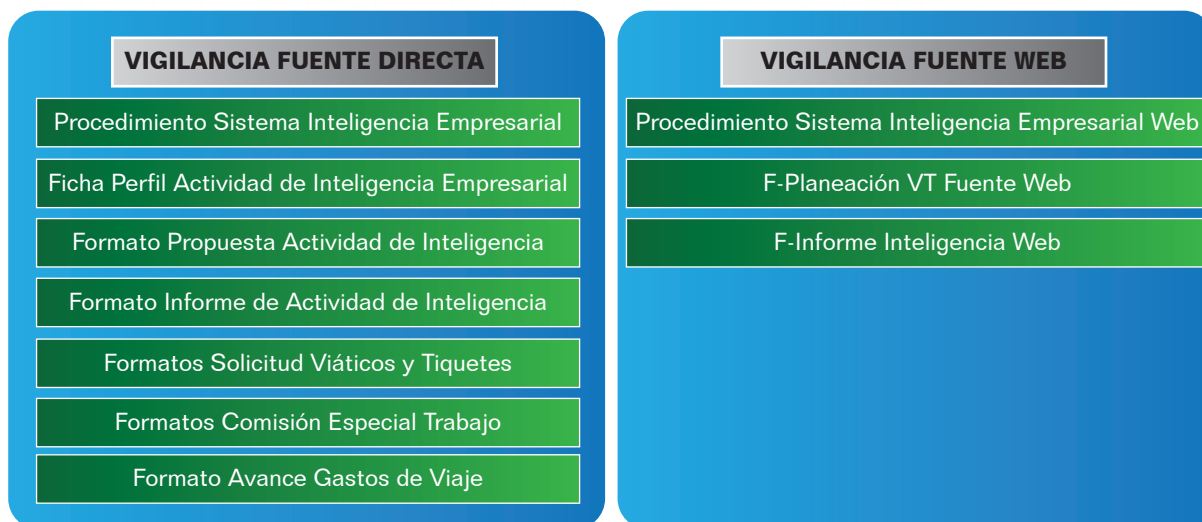 VIGILANCIA FUENTE DIRECTA
Procedimiento Sistema Inteligencia Empresarial
Ficha Perfil Actividad de Inteligencia Empresarial
Formato Propuesta Actividad de Inteligencia
Formato Informe de Actividad de Inteligencia
Formatos Solicitud Viáticos y Tiquetes
Formatos Comisión Especial Trabajo
Formato Avance Gastos de Viaje
VIGILANCIA FUENTE WEB
Procedimiento Sistema Inteligencia Empresarial Web
F-Planeación VT Fuente Web
F-Informe Inteligencia Web